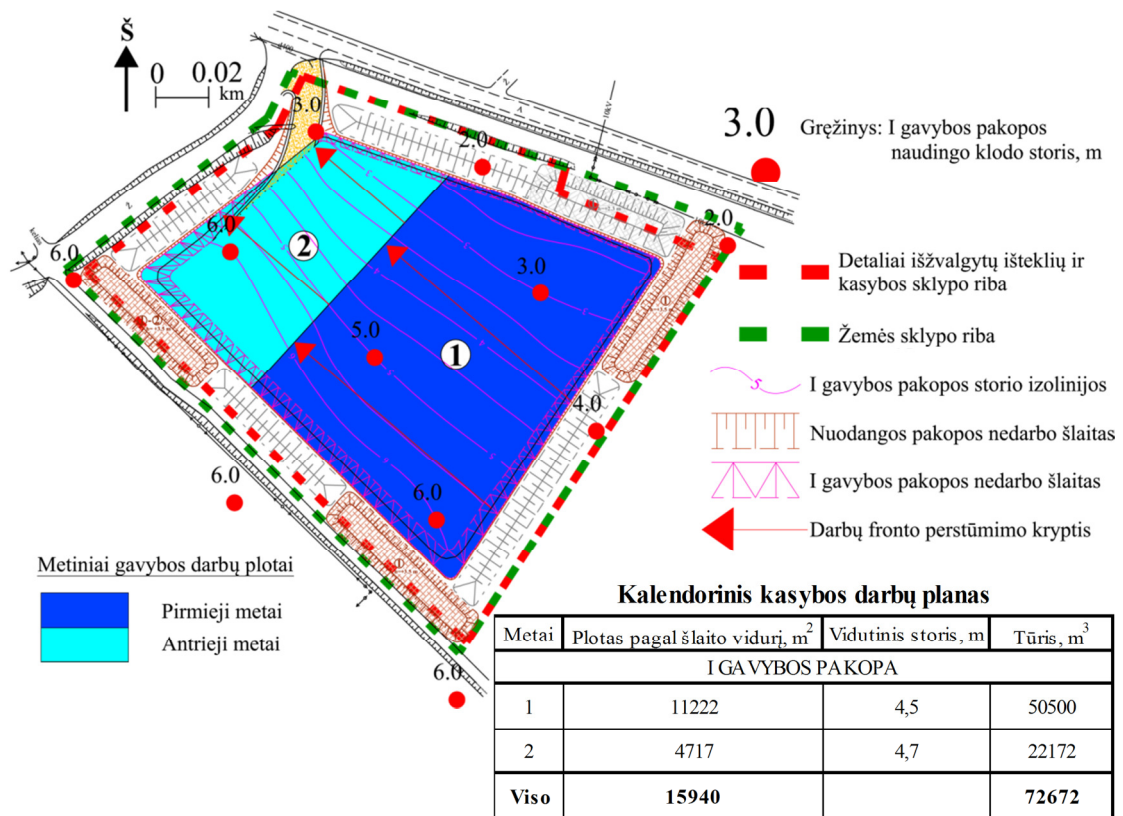 Š
0 0.02
km
3.0
2.0
2.0
6.0
6.0
3.0
5.0
4.0
6.0
6.0
6.0
2
1
3.0 Gręžinys: I gavybos pakopos
naudingo klodo storis, m
Detaliai išžvalgytų išteklių ir
kasybos sklypo riba
Žemės sklypo riba
5
I gavybos pakopos storio izolinijos
Nuodangos pakopos nedarbo šlaitas
I gavybos pakopos nedarbo šlaitas
Darbų fronto perstūmimo kryptis
Metiniai gavybos darbų plotai
Pirmieji metai
Antrieji metai
Kalendorinis kasybos darbų planas
Metai Plotas pagal šlaito vidurį, m² Vidutinis storis, m Tūris, m³
I GAVYBOS PAKOPA
1 11222 4,5 50500
2 4717 4,7 22172
Viso 15940 72672